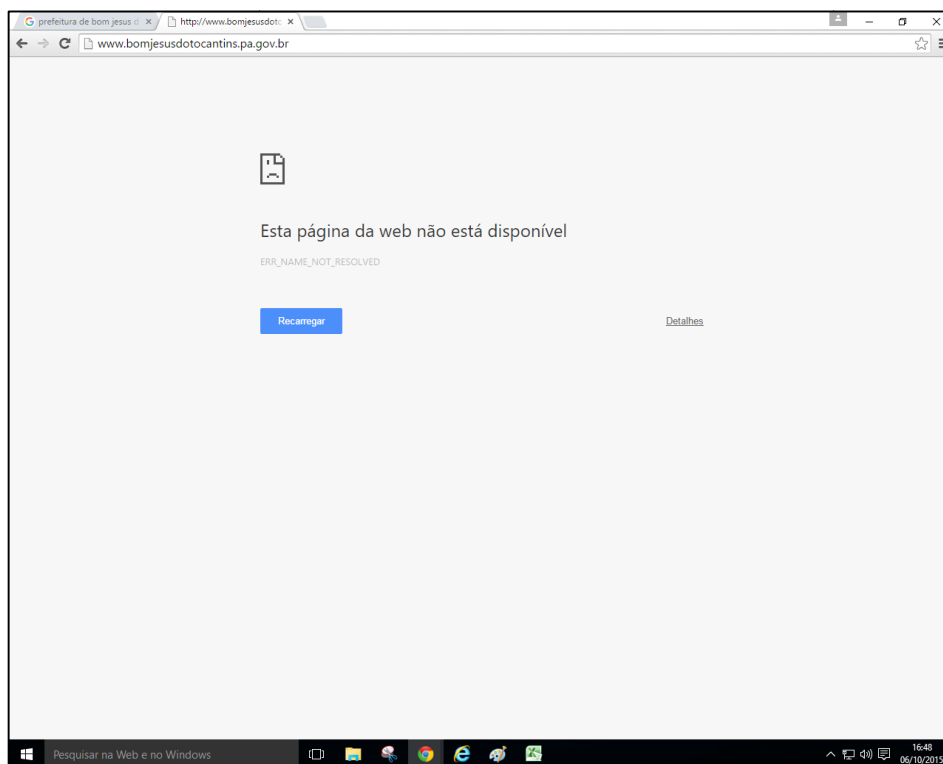 prefeitura de bom jesus d
http://www.bomjesusdoto
www.bomjesusdotocantins.pa.gov.br
Esta página da web não está disponível
ERR_NAME_NOT_RESOLVED
Recarregar
Detalhes
Pesquisar na Web e no Windows
16:48
06/10/2015